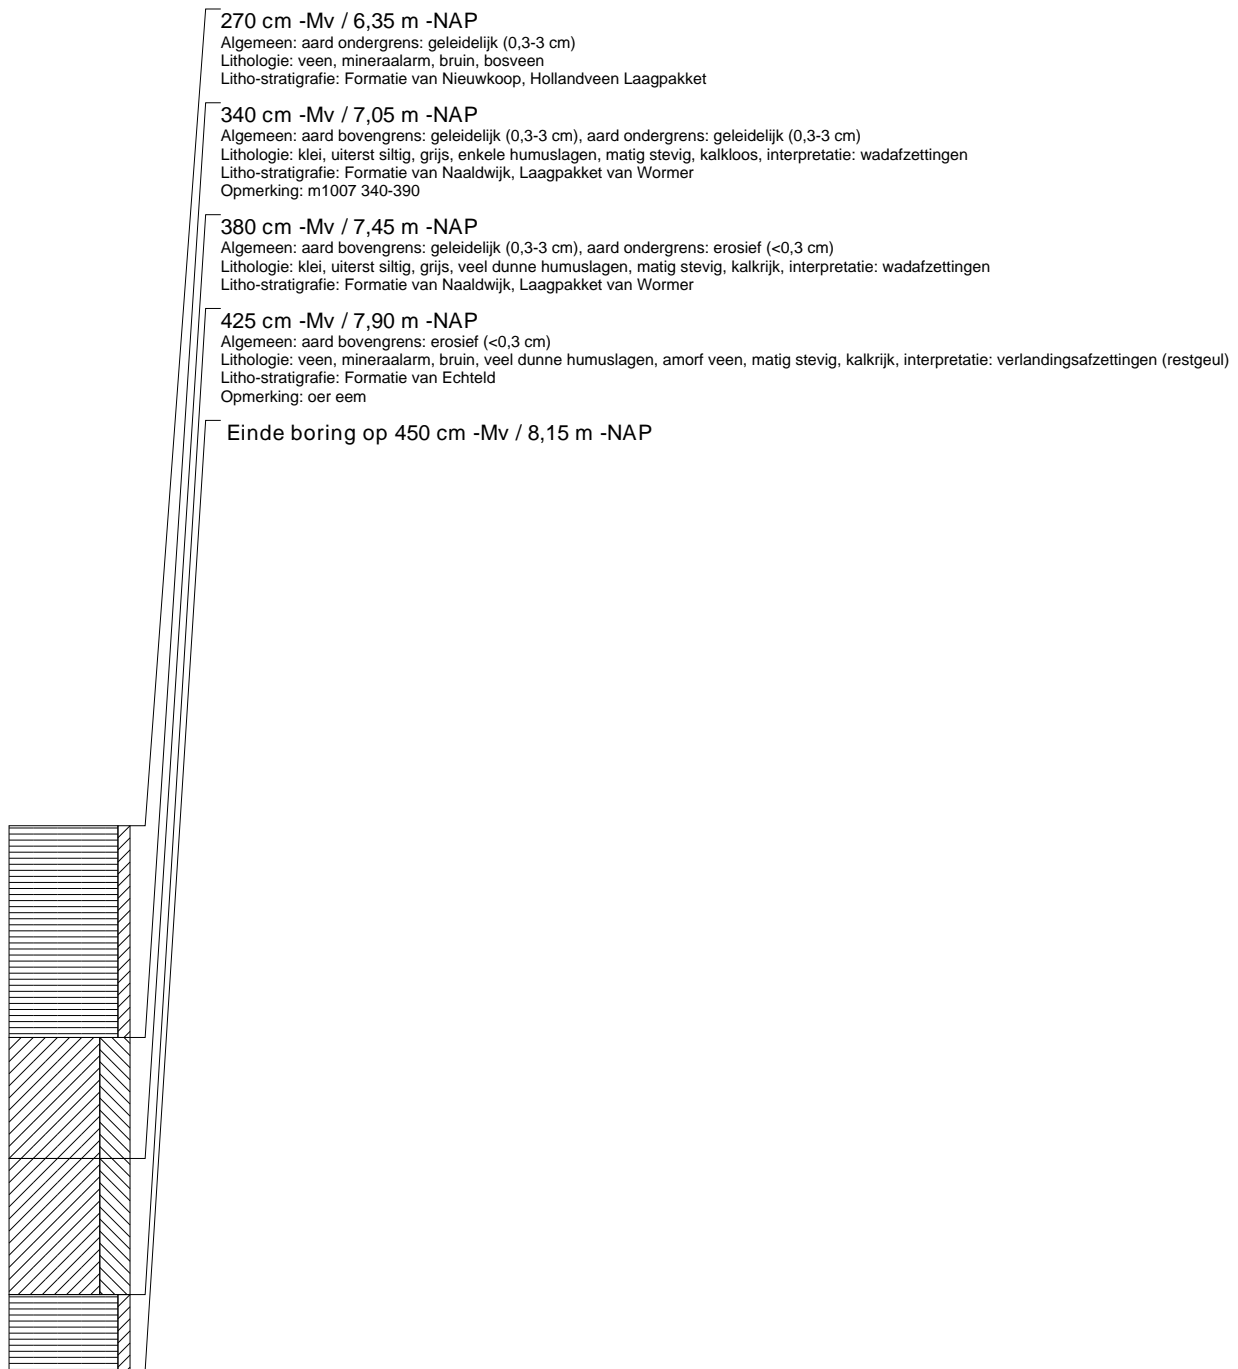 270 cm -Mv / 6,35 m -NAP
Algemeen: aard ondergrens: geleidelijk (0,3-3 cm)
Lithologie: veen, mineraalarm, bruin, bosveen
Litho-stratigrafie: Formatie van Nieuwkoop, Hollandveen Laagpakket
340 cm -Mv / 7,05 m -NAP
Algemeen: aard bovengrens: geleidelijk (0,3-3 cm), aard ondergrens: geleidelijk (0,3-3 cm)
Lithologie: klei, uiterst siltig, grijs, enkele humuslagen, matig stevig, kalkloos, interpretatie: wadafzettingen
Litho-stratigrafie: Formatie van Naaldwijk, Laagpakket van Wormer
Opmerking: m1007 340-390
380 cm -Mv / 7,45 m -NAP
Algemeen: aard bovengrens: geleidelijk (0,3-3 cm), aard ondergrens: erosief (<0,3 cm)
Lithologie: klei, uiterst siltig, grijs, veel dunne humuslagen, matig stevig, kalkrijk, interpretatie: wadafzettingen
Litho-stratigrafie: Formatie van Naaldwijk, Laagpakket van Wormer
425 cm -Mv / 7,90 m -NAP
Algemeen: aard bovengrens: erosief (<0,3 cm)
Lithologie: veen, mineraalarm, bruin, veel dunne humuslagen, amorf veen, matig stevig, kalkrijk, interpretatie: verlandingsafzettingen (restgeul)
Litho-stratigrafie: Formatie van Echteld
Opmerking: oer eem
Einde boring op 450 cm -Mv / 8,15 m -NAP